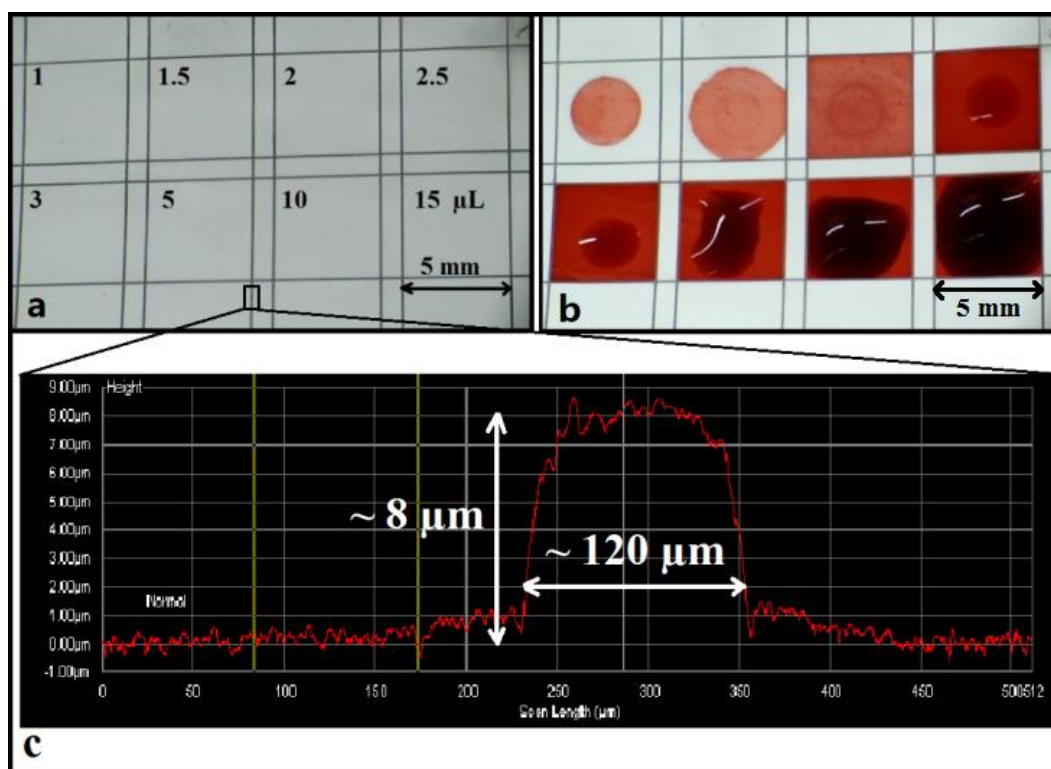 1 1.5 2 2.5
3 5 10 15 µL
5 mm
a
b
5 mm
9.00µm Height
8.00µm
7.00µm
6.00µm
5.00µm
4.00µm
3.00µm
2.00µm
1.00µm
0.00µm
-1.00µm
~ 8 µm
~ 120 µm
Normal
0 50 100 150 200 250 300 350 400 450 500512
Scan Length (µm)
c